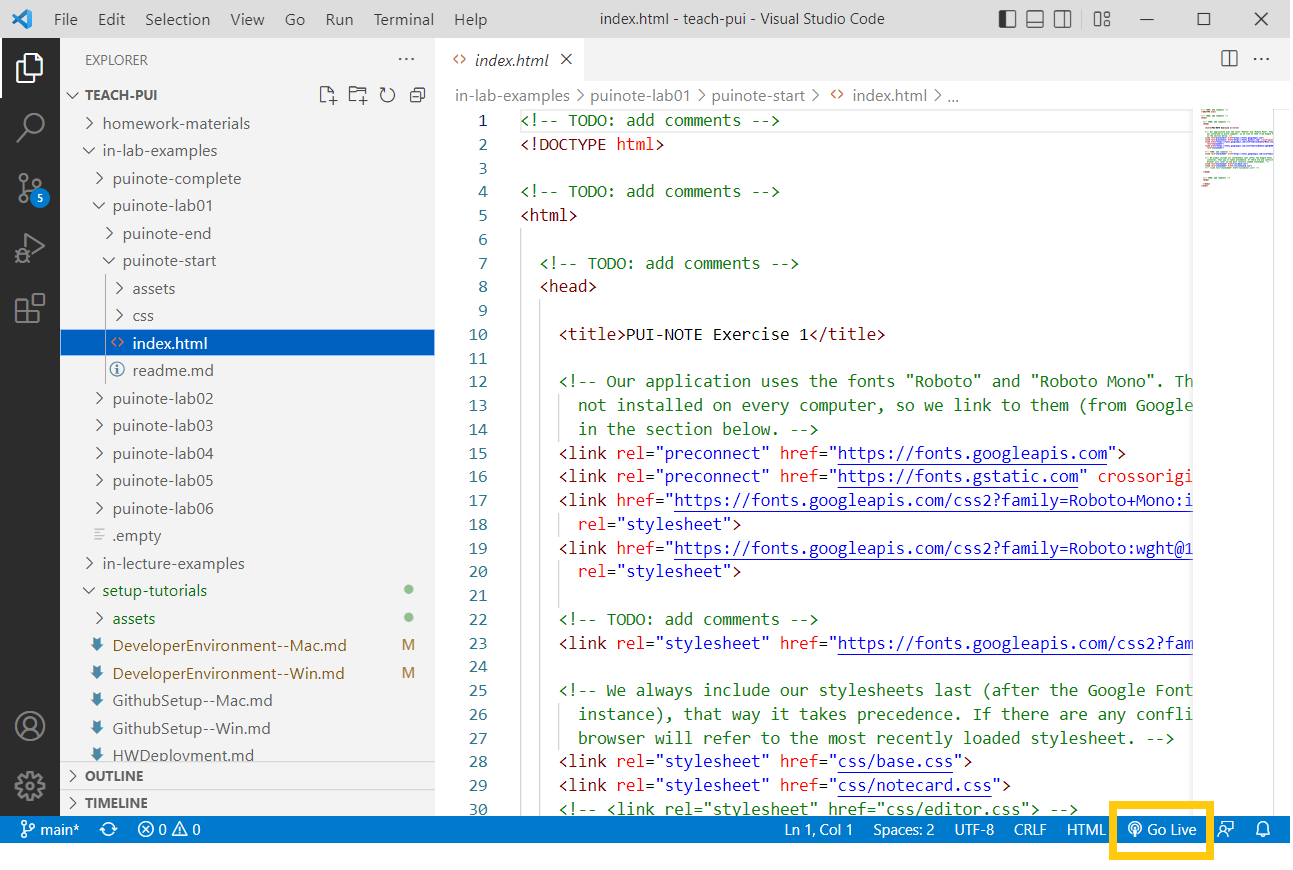 File Edit Selection View Go Run Terminal Help index.html - teach-pui - Visual Studio Code
EXPLORER
TEACH-PUI
homework-materials
in-lab-examples
puinote-complete
puinote-lab01
puinote-end
puinote-start
assets
css
index.html
readme.md
puinote-lab02
puinote-lab03
puinote-lab04
puinote-lab05
puinote-lab06
.empty
in-lecture-examples
setup-tutorials
assets
DeveloperEnvironment--Mac.md M
DeveloperEnvironment--Win.md M
GithubSetup--Mac.md
GithubSetup--Win.md
HWDeployment.md
OUTLINE
TIMELINE
5
index.html
in-lab-examples > puinote-lab01 > puinote-start > index.html > ...
1 <!-- TODO: add comments -->
2 <!DOCTYPE html>
3
4 <!-- TODO: add comments -->
5 <html>
6
7 <!-- TODO: add comments -->
8 <head>
9
10 <title>PUI-NOTE Exercise 1</title>
11
12 <!-- Our application uses the fonts "Roboto" and "Roboto Mono". Th
13 not installed on every computer, so we link to them (from Google
14 in the section below. -->
15 <link rel="preconnect" href="https://fonts.googleapis.com">
16 <link rel="preconnect" href="https://fonts.gstatic.com" crossorigi
17 <link href="https://fonts.googleapis.com/css2?family=Roboto+Mono:i
18 rel="stylesheet">
19 <link href="https://fonts.googleapis.com/css2?family=Roboto:wght@1
20 rel="stylesheet">
21
22 <!-- TODO: add comments -->
23 <link rel="stylesheet" href="https://fonts.googleapis.com/css2?fam
24
25 <!-- We always include our stylesheets last (after the Google Font
26 instance), that way it takes precedence. If there are any confli
27 browser will refer to the most recently loaded stylesheet. -->
28 <link rel="stylesheet" href="css/base.css">
29 <link rel="stylesheet" href="css/notecard.css">
30 <!-- <link rel="stylesheet" href="css/editor.css"> -->
main* 0 0 Ln 1, Col 1 Spaces: 2 UTF-8 CRLF HTML Go Live